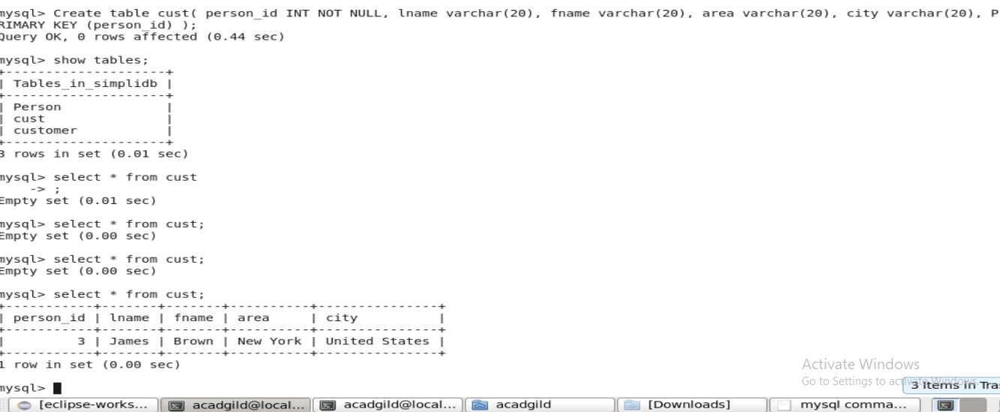 mysql> Create table cust( person_id INT NOT NULL, lname varchar(20), fname varchar(20), area varchar(20), city varchar(20), P
RIMARY KEY (person_id) );
Query OK, 0 rows affected (0.44 sec)
mysql> show tables;
+--------------------+
| Tables_in_simplidb |
+--------------------+
| Person             |
| cust               |
| customer           |
+--------------------+
3 rows in set (0.01 sec)
mysql> select * from cust
    -> ;
Empty set (0.01 sec)
mysql> select * from cust;
Empty set (0.00 sec)
mysql> select * from cust;
Empty set (0.00 sec)
mysql> select * from cust;
+-----------+-------+-------+----------+---------------+
| person_id | lname | fname | area     | city          |
+-----------+-------+-------+----------+---------------+
|         3 | James | Brown | New York | United States |
+-----------+-------+-------+----------+---------------+
1 row in set (0.00 sec)
mysql>
Activate Windows
Go to Settings to activate Windows.
3 items in Tra
[eclipse-works... acadgild@local... acadgild@local... acadgild [Downloads] mysql comma...